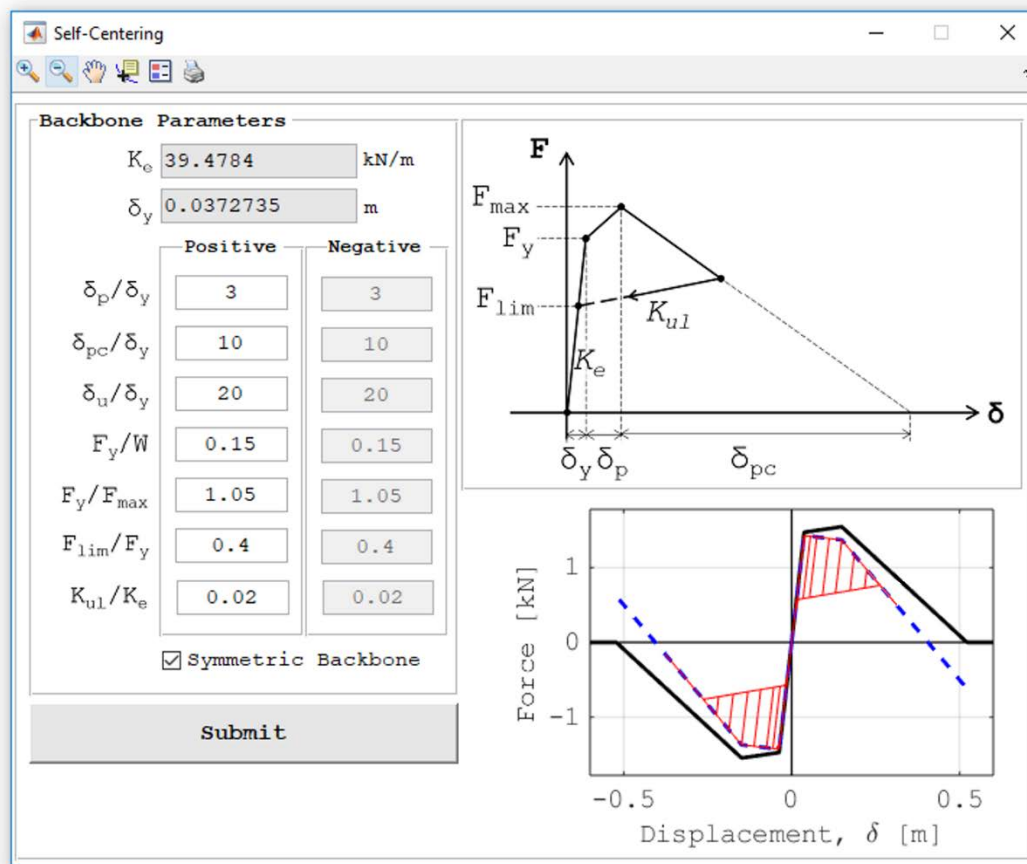 Self-Centering
Backbone Parameters
Ke 39.4784 kN/m
δy 0.0372735 m
Positive Negative
δp/δy 3 3
δpc/δy 10 10
δu/δy 20 20
Fy/W 0.15 0.15
Fy/Fmax 1.05 1.05
Flim/Fy 0.4 0.4
Kul/Ke 0.02 0.02
Symmetric Backbone
Submit
F
Fmax
Fy
Flim
Kul
Ke
δ
δy δp δpc
Force [kN]
1
0
-1
-0.5 0 0.5
Displacement, δ [m]